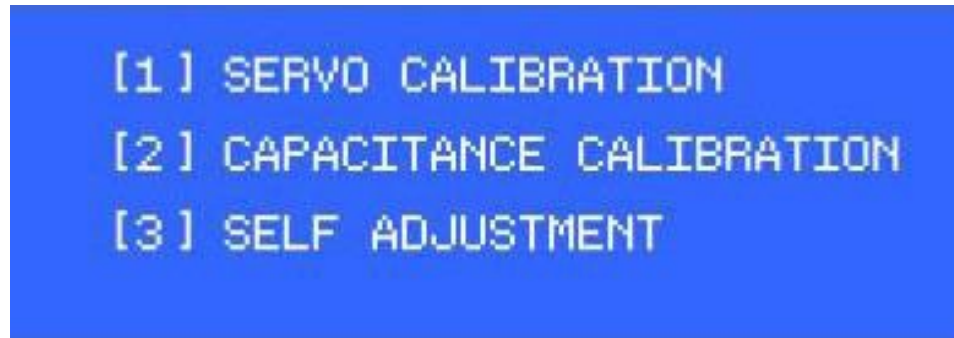 [1] SERVO CALIBRATION
[2] CAPACITANCE CALIBRATION
[3] SELF ADJUSTMENT